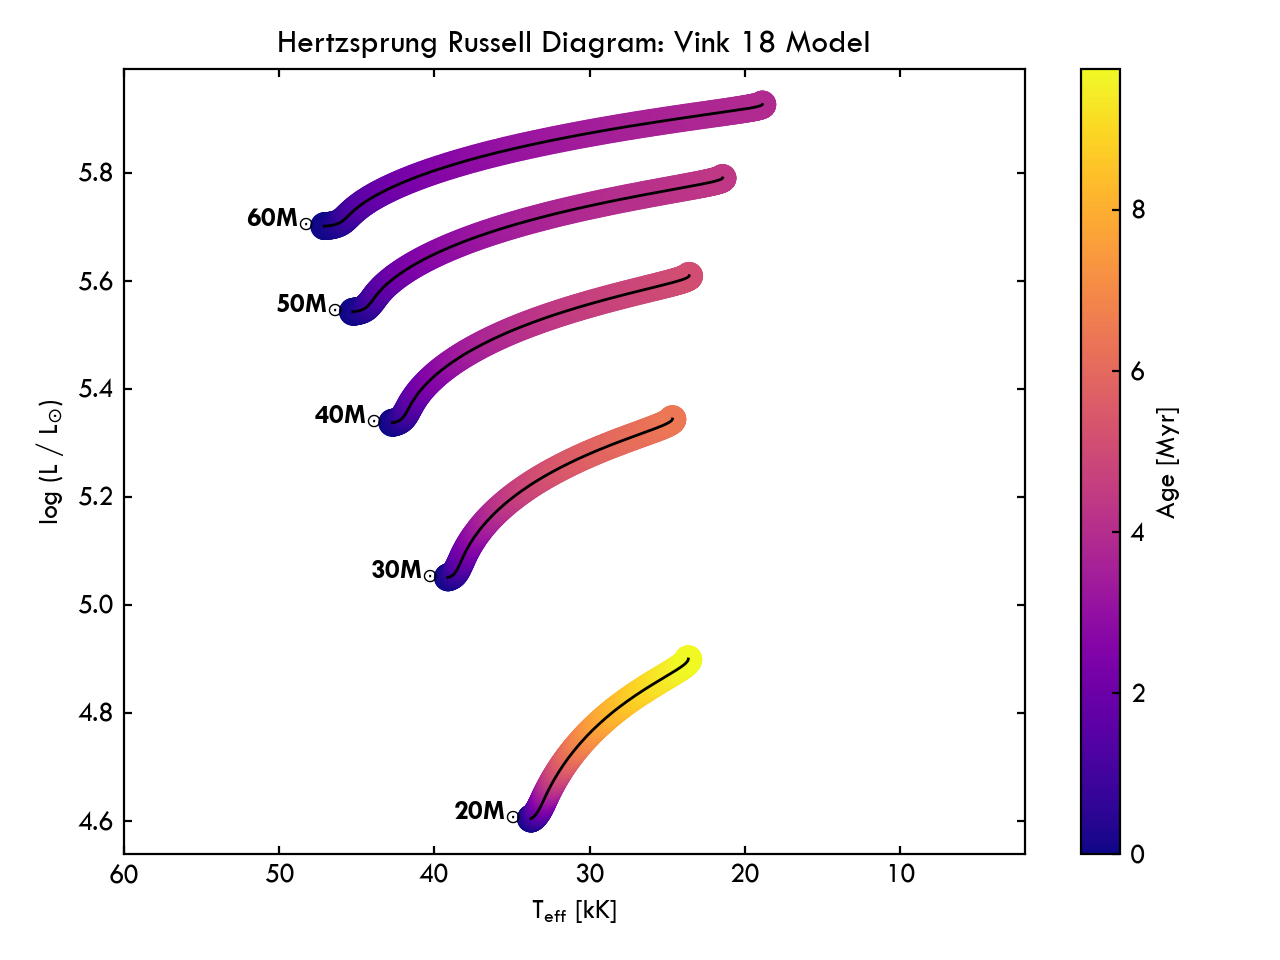 Hertzsprung Russell Diagram: Vink 18 Model
log (L / L☉)
5.8
5.6
5.4
5.2
5.0
4.8
4.6
60M☉
50M☉
40M☉
30M☉
20M☉
60 50 40 30 20 10
T_eff [kK]
8
6
4
2
0
Age [Myr]